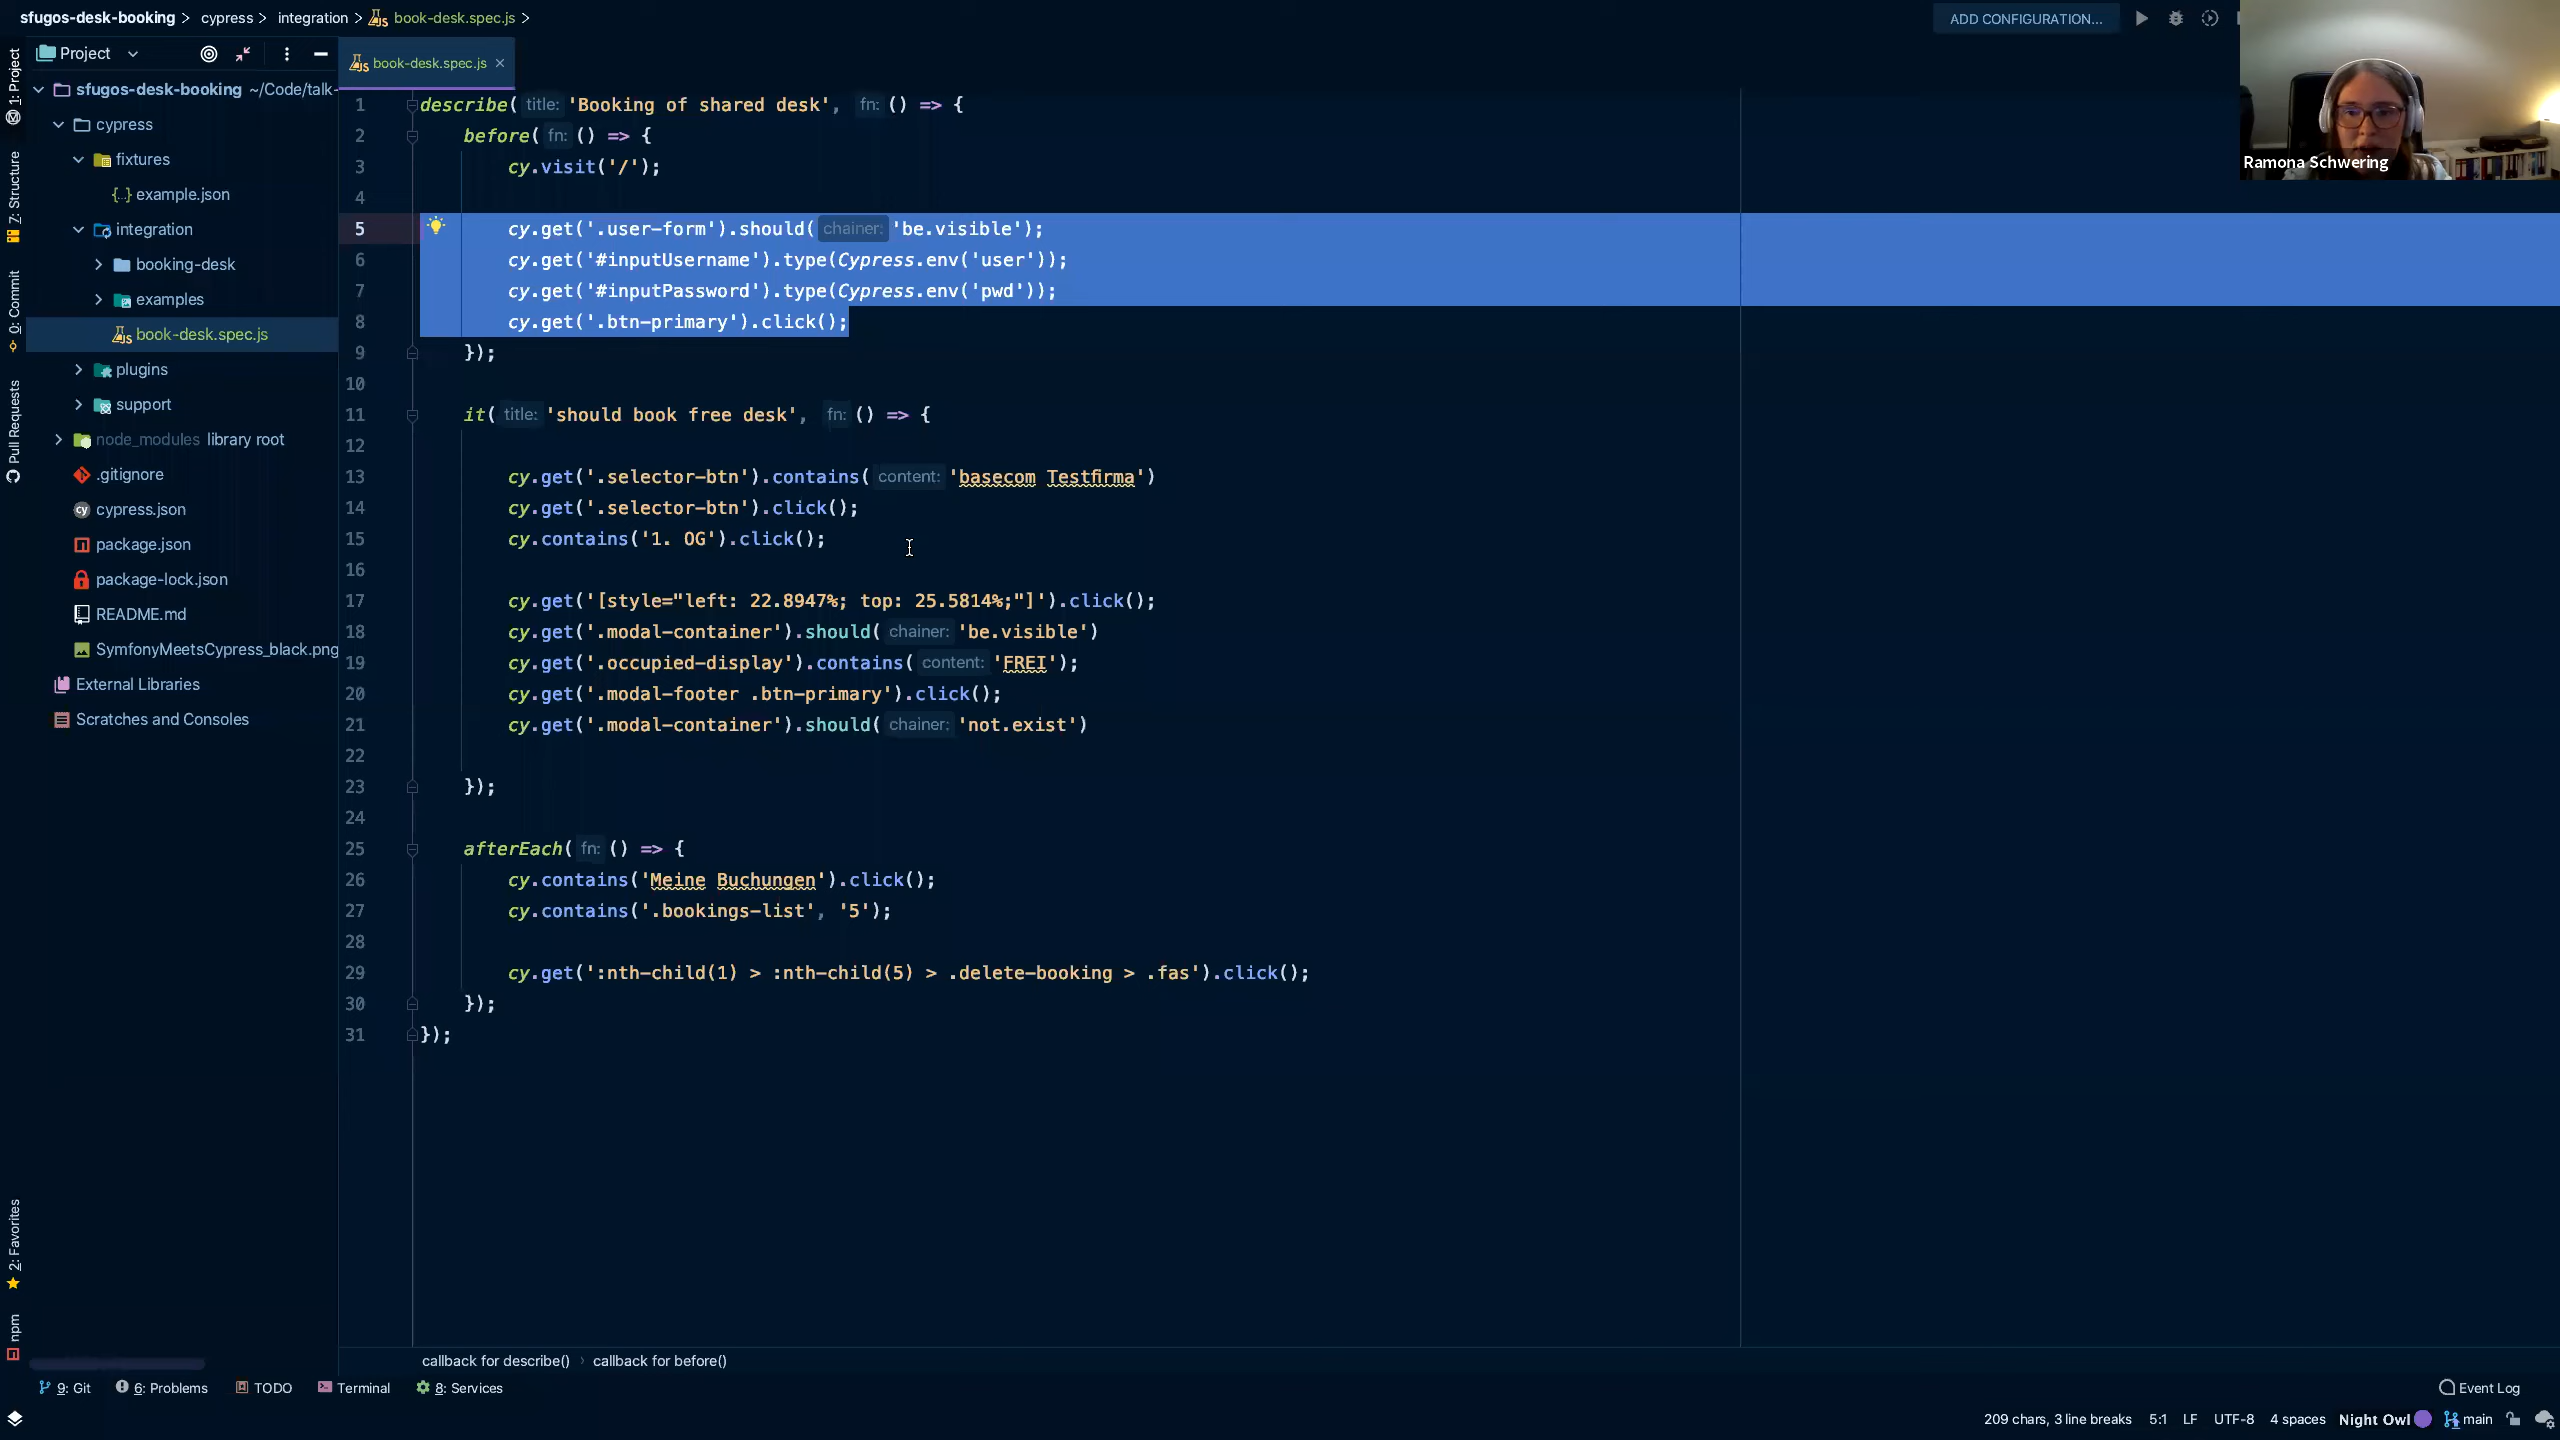 sfugos-desk-booking > cypress > integration > book-desk.spec.js >
ADD CONFIGURATION...
Ramona Schwering
1: Project
Z: Structure
0: Commit
Pull Requests
2: Favorites
npm
Project
sfugos-desk-booking ~/Code/talk-
cypress
fixtures
example.json
integration
booking-desk
examples
book-desk.spec.js
plugins
support
node_modules library root
.gitignore
cypress.json
package.json
package-lock.json
README.md
SymfonyMeetsCypress_black.png
External Libraries
Scratches and Consoles
book-desk.spec.js
1 describe( title: 'Booking of shared desk', fn: () => {
2 before( fn: () => {
3 cy.visit('/');
4
5 cy.get('.user-form').should( chainer: 'be.visible');
6 cy.get('#inputUsername').type(Cypress.env('user'));
7 cy.get('#inputPassword').type(Cypress.env('pwd'));
8 cy.get('.btn-primary').click();
9 });
10
11 it( title: 'should book free desk', fn: () => {
12
13 cy.get('.selector-btn').contains( content: 'basecom Testfirma')
14 cy.get('.selector-btn').click();
15 cy.contains('1. OG').click();
16
17 cy.get('[style="left: 22.8947%; top: 25.5814%;"]').click();
18 cy.get('.modal-container').should( chainer: 'be.visible')
19 cy.get('.occupied-display').contains( content: 'FREI');
20 cy.get('.modal-footer .btn-primary').click();
21 cy.get('.modal-container').should( chainer: 'not.exist')
22
23 });
24
25 afterEach( fn: () => {
26 cy.contains('Meine Buchungen').click();
27 cy.contains('.bookings-list', '5');
28
29 cy.get(':nth-child(1) > :nth-child(5) > .delete-booking > .fas').click();
30 });
31 });
callback for describe() › callback for before()
9: Git 6: Problems TODO Terminal 8: Services
Event Log
209 chars, 3 line breaks 5:1 LF UTF-8 4 spaces Night Owl main